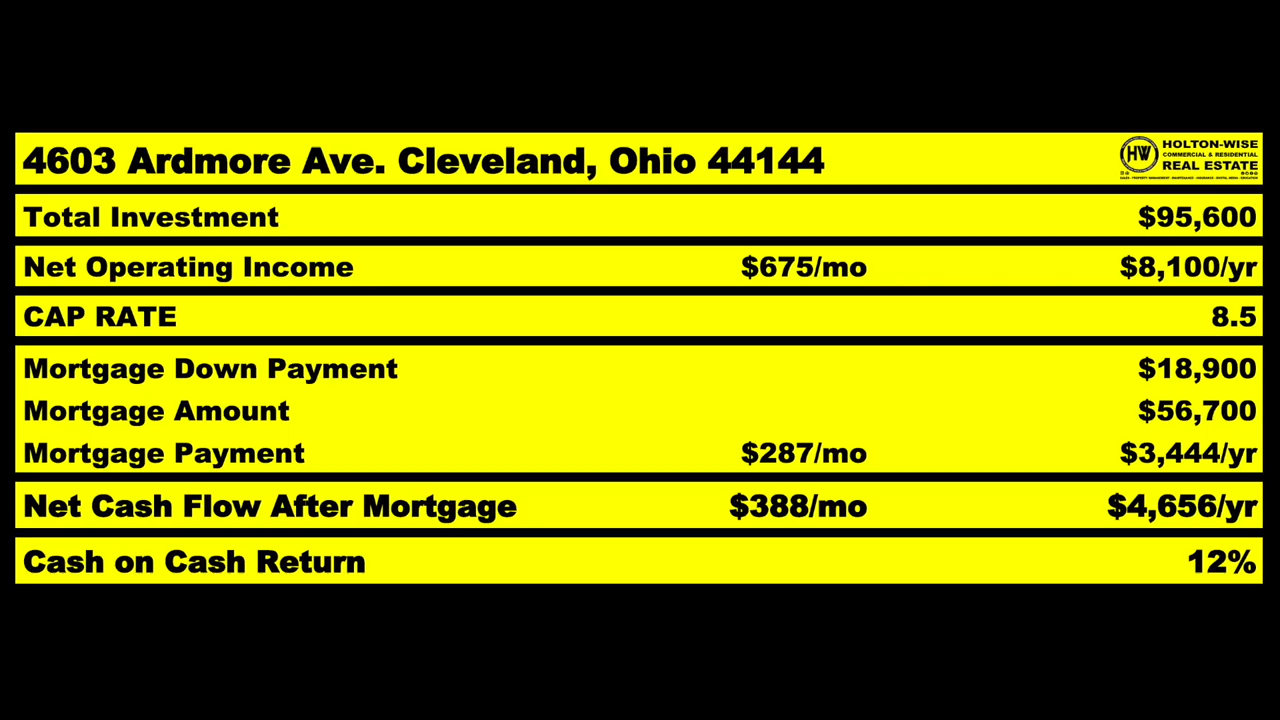 4603 Ardmore Ave. Cleveland, Ohio 44144
HW
HOLTON-WISE
COMMERCIAL & RESIDENTIAL
REAL ESTATE
Total Investment $95,600
Net Operating Income $675/mo $8,100/yr
CAP RATE 8.5
Mortgage Down Payment $18,900
Mortgage Amount $56,700
Mortgage Payment $287/mo $3,444/yr
Net Cash Flow After Mortgage $388/mo $4,656/yr
Cash on Cash Return 12%